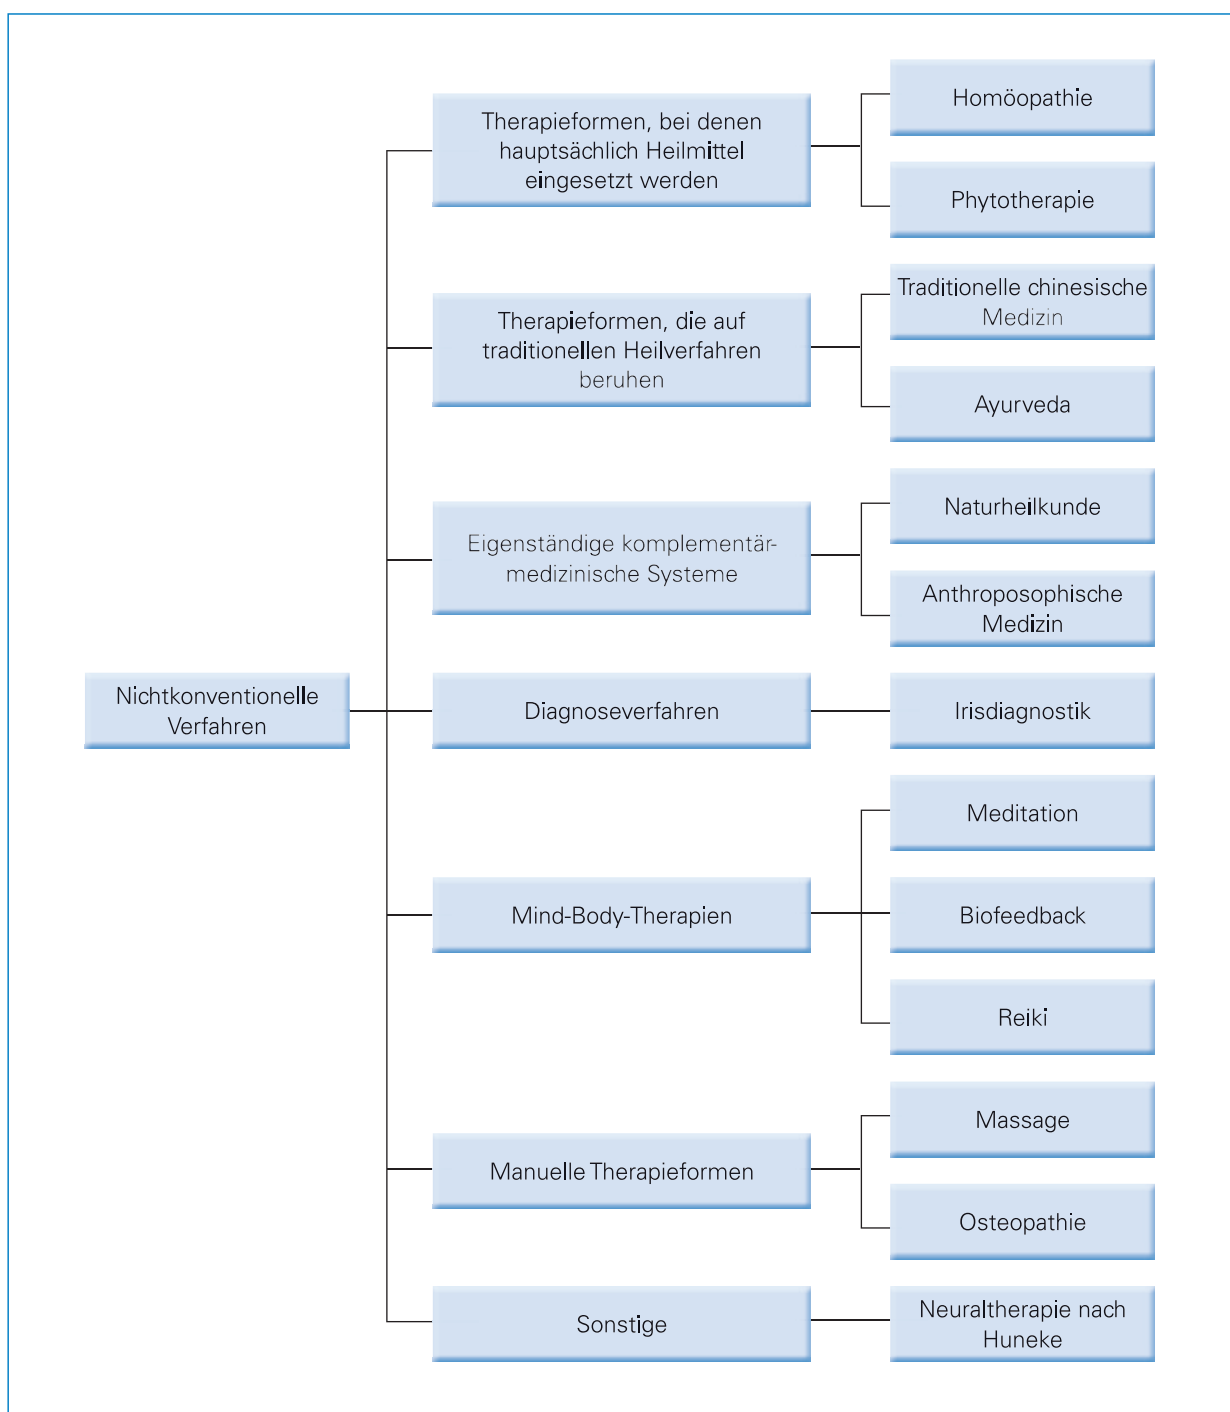 Nichtkonventionelle
Verfahren
Therapieformen, bei denen
hauptsächlich Heilmittel
eingesetzt werden
Homöopathie
Phytotherapie
Therapieformen, die auf
traditionellen Heilverfahren
beruhen
Traditionelle chinesische
Medizin
Ayurveda
Eigenständige komplementär-
medizinische Systeme
Naturheilkunde
Anthroposophische
Medizin
Diagnoseverfahren
Irisdiagnostik
Mind-Body-Therapien
Meditation
Biofeedback
Reiki
Manuelle Therapieformen
Massage
Osteopathie
Sonstige
Neuraltherapie nach
Huneke